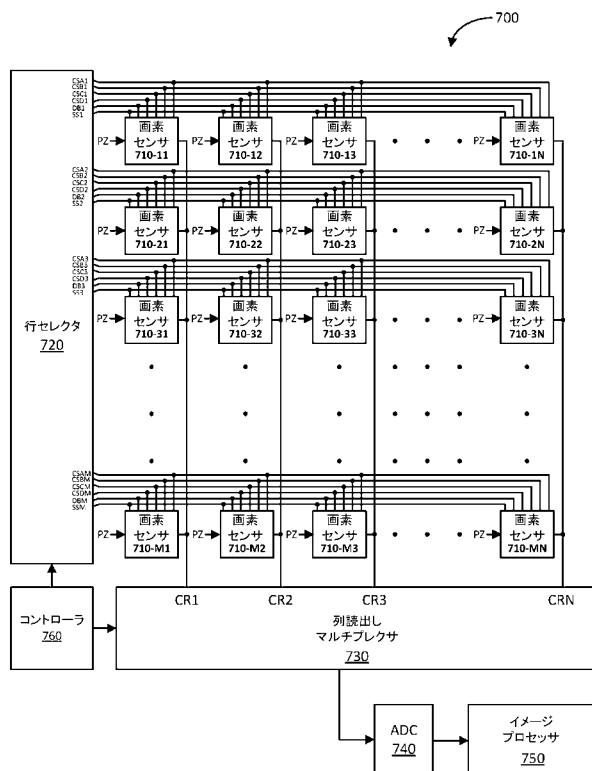 700
CSA1
CSB1
CSC1
CSD1
DB1
SS1
PZ 画素 センサ 710-11
画素 センサ 710-12
画素 センサ 710-13
画素 センサ 710-1N
CSA2
CSB2
CSC2
CSD2
DB2
SS2
PZ 画素 センサ 710-21
PZ 画素 センサ 710-22
PZ 画素 センサ 710-23
画素 センサ 710-2N
CSA3
CSB3
CSC3
CSD3
DB3
SS3
PZ 画素 センサ 710-31
PZ 画素 センサ 710-32
PZ 画素 センサ 710-33
画素 センサ 710-3N
行セレクタ
720
CSAM
CSBM
CSCM
CSDM
DBM
SSM
PZ 画素 センサ 710-M1
PZ 画素 センサ 710-M2
PZ 画素 センサ 710-M3
画素 センサ 710-MN
CR1 CR2 CR3 CRN
コントローラ
760
列読出し
マルチプレクサ
730
ADC
740
イメージ
プロセッサ
750